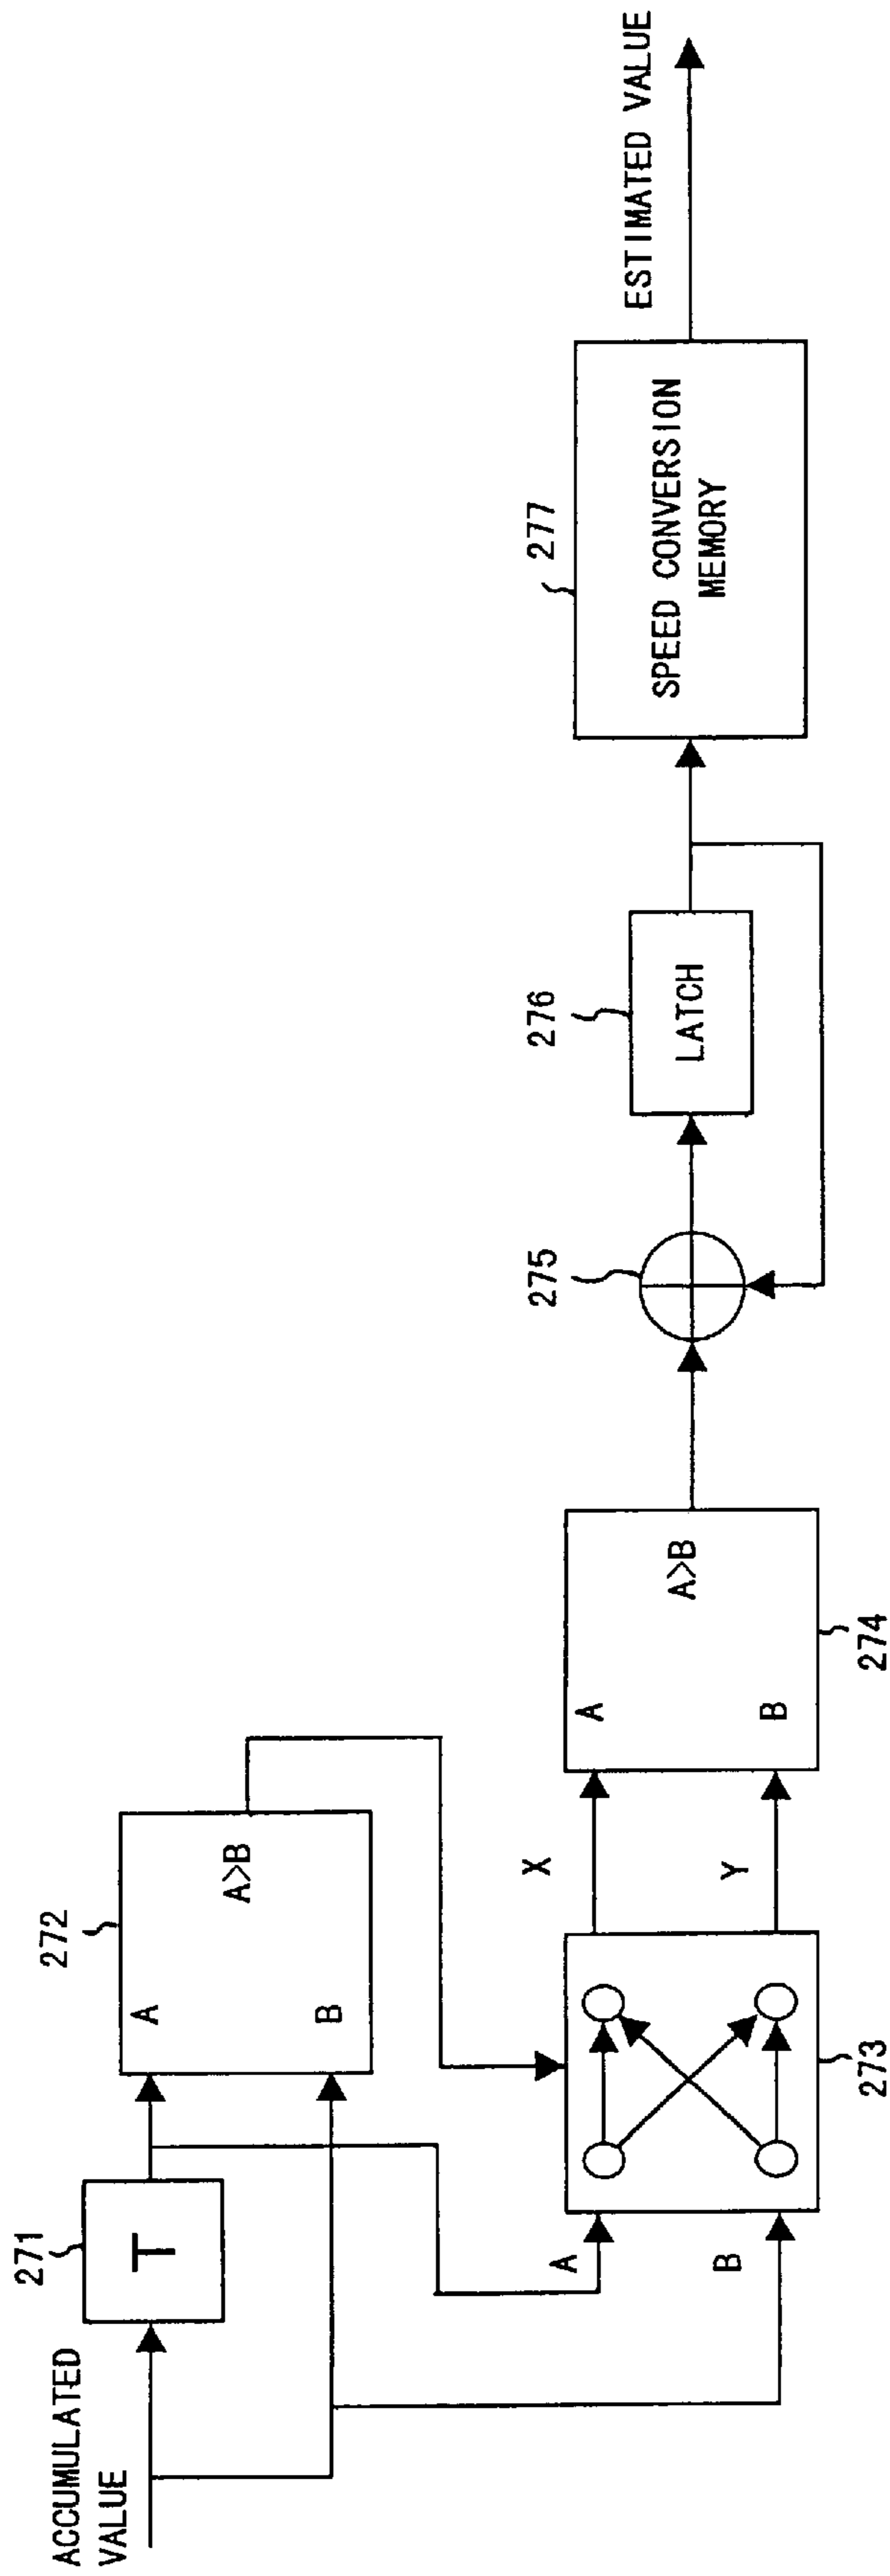 ACCUMULATED
VALUE
271
T
272
A
B
A>B
A
B
273
X
Y
A
B
A>B
274
275
276
LATCH
277
SPEED CONVERSION
MEMORY
ESTIMATED VALUE